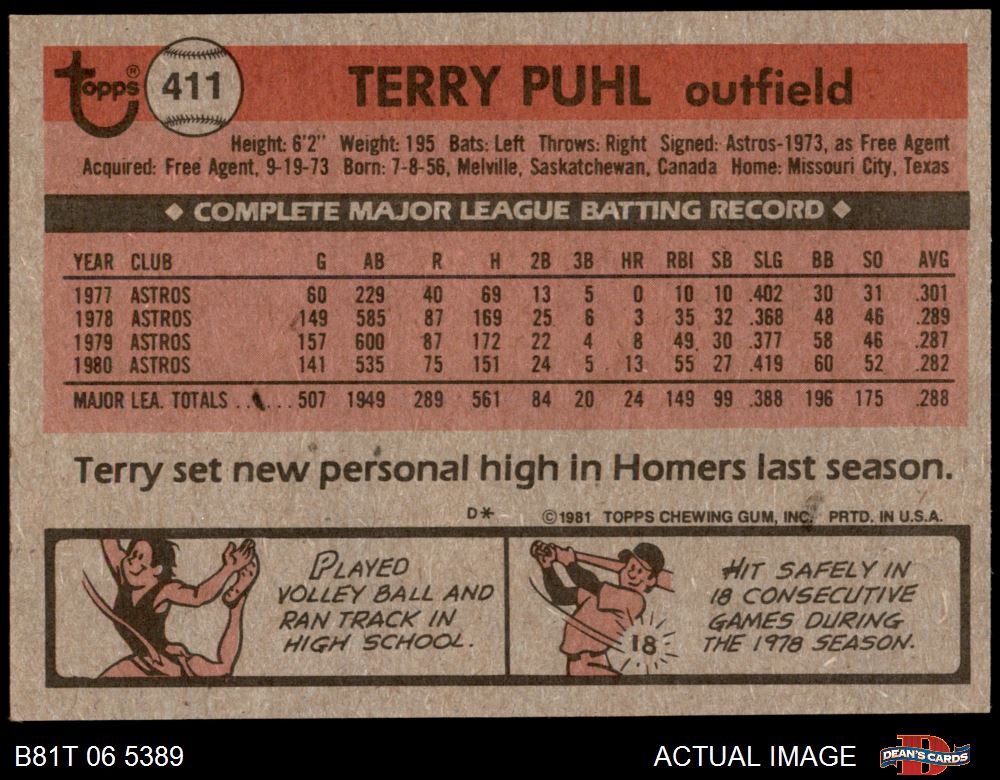 Topps® 411 TERRY PUHL outfield
Height: 6'2" Weight: 195 Bats: Left Throws: Right Signed: Astros-1973, as Free Agent
Acquired: Free Agent, 9-19-73 Born: 7-8-56, Melville, Saskatchewan, Canada Home: Missouri City, Texas
◆ COMPLETE MAJOR LEAGUE BATTING RECORD ◆
YEAR CLUB G AB R H 2B 3B HR RBI SB SLG BB SO AVG
1977 ASTROS 60 229 40 69 13 5 0 10 10 .402 30 31 .301
1978 ASTROS 149 585 87 169 25 6 3 35 32 .368 48 46 .289
1979 ASTROS 157 600 87 172 22 4 8 49 30 .377 58 46 .287
1980 ASTROS 141 535 75 151 24 5 13 55 27 .419 60 52 .282
MAJOR LEA. TOTALS ...... 507 1949 289 561 84 20 24 149 99 .388 196 175 .288
Terry set new personal high in Homers last season.
D* ©1981 TOPPS CHEWING GUM, INC. PRTD. IN U.S.A.
PLAYED
VOLLEY BALL AND
RAN TRACK IN
HIGH SCHOOL.
18
HIT SAFELY IN
18 CONSECUTIVE
GAMES DURING
THE 1978 SEASON.
B81T 06 5389 ACTUAL IMAGE D DEAN'S CARDS